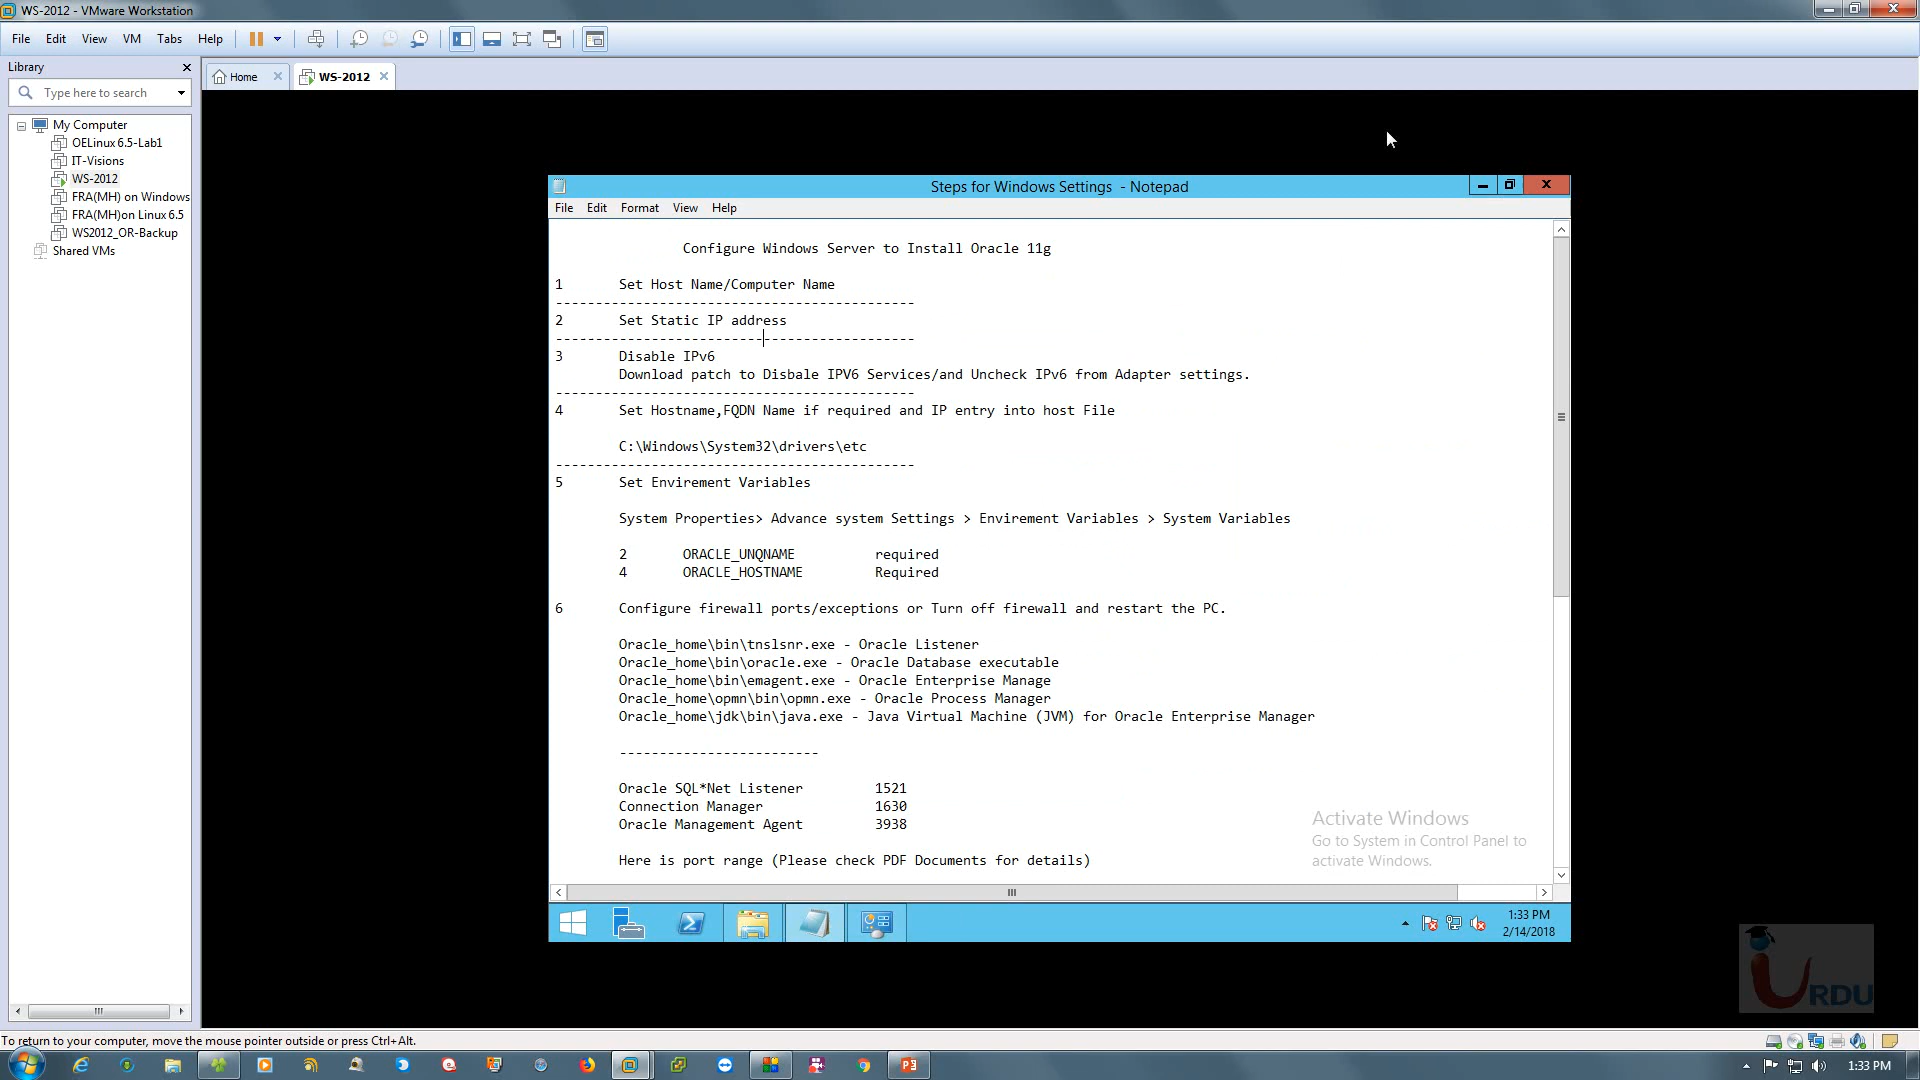 WS-2012 - VMware Workstation
File Edit View VM Tabs Help
Library
Type here to search
Home
WS-2012
My Computer
OELinux 6.5-Lab1
IT-Visions
WS-2012
FRA(MH) on Windows
FRA(MH)on Linux 6.5
WS2012_OR-Backup
Shared VMs
Steps for Windows Settings - Notepad
File Edit Format View Help
Configure Windows Server to Install Oracle 11g
1 Set Host Name/Computer Name
---------------------------------------------
2 Set Static IP address
---------------------------------------------
3 Disable IPv6
Download patch to Disbale IPV6 Services/and Uncheck IPv6 from Adapter settings.
---------------------------------------------
4 Set Hostname,FQDN Name if required and IP entry into host File
C:\Windows\System32\drivers\etc
---------------------------------------------
5 Set Envirement Variables
System Properties> Advance system Settings > Envirement Variables > System Variables
2 ORACLE_UNQNAME required
4 ORACLE_HOSTNAME Required
6 Configure firewall ports/exceptions or Turn off firewall and restart the PC.
Oracle_home\bin\tnslsnr.exe - Oracle Listener
Oracle_home\bin\oracle.exe - Oracle Database executable
Oracle_home\bin\emagent.exe - Oracle Enterprise Manage
Oracle_home\opmn\bin\opmn.exe - Oracle Process Manager
Oracle_home\jdk\bin\java.exe - Java Virtual Machine (JVM) for Oracle Enterprise Manager
-------------------------
Oracle SQL*Net Listener 1521
Connection Manager 1630
Oracle Management Agent 3938
Here is port range (Please check PDF Documents for details)
Activate Windows
Go to System in Control Panel to
activate Windows.
1:33 PM
2/14/2018
URDU
To return to your computer, move the mouse pointer outside or press Ctrl+Alt.
1:33 PM